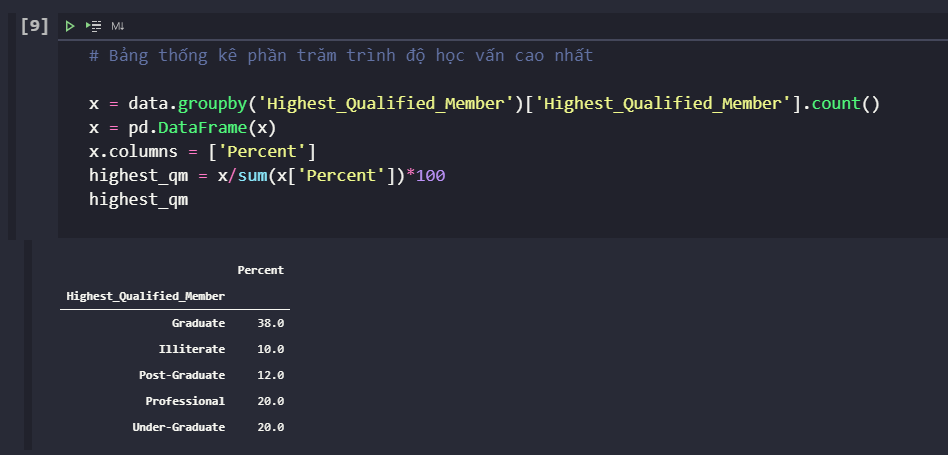 [9] M↓
# Bảng thống kê phần trăm trình độ học vấn cao nhất
x = data.groupby('Highest_Qualified_Member')['Highest_Qualified_Member'].count()
x = pd.DataFrame(x)
x.columns = ['Percent']
highest_qm = x/sum(x['Percent'])*100
highest_qm
Percent
Highest_Qualified_Member
Graduate 38.0
Illiterate 10.0
Post-Graduate 12.0
Professional 20.0
Under-Graduate 20.0